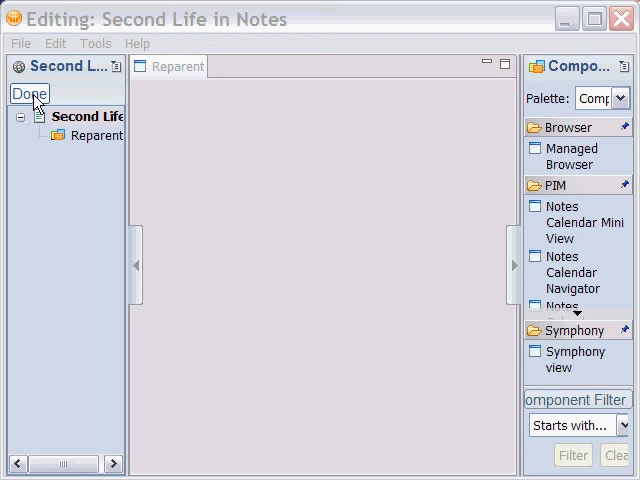 Editing: Second Life in Notes
File Edit Tools Help
Second L...
Done
Second Life
Reparent
Reparent
Compo...
Palette: Comp
Browser
Managed
Browser
PIM
Notes
Calendar Mini
View
Notes
Calendar
Navigator
Notes
Symphony
Symphony
view
omponent Filter
Starts with...
Filter Clea